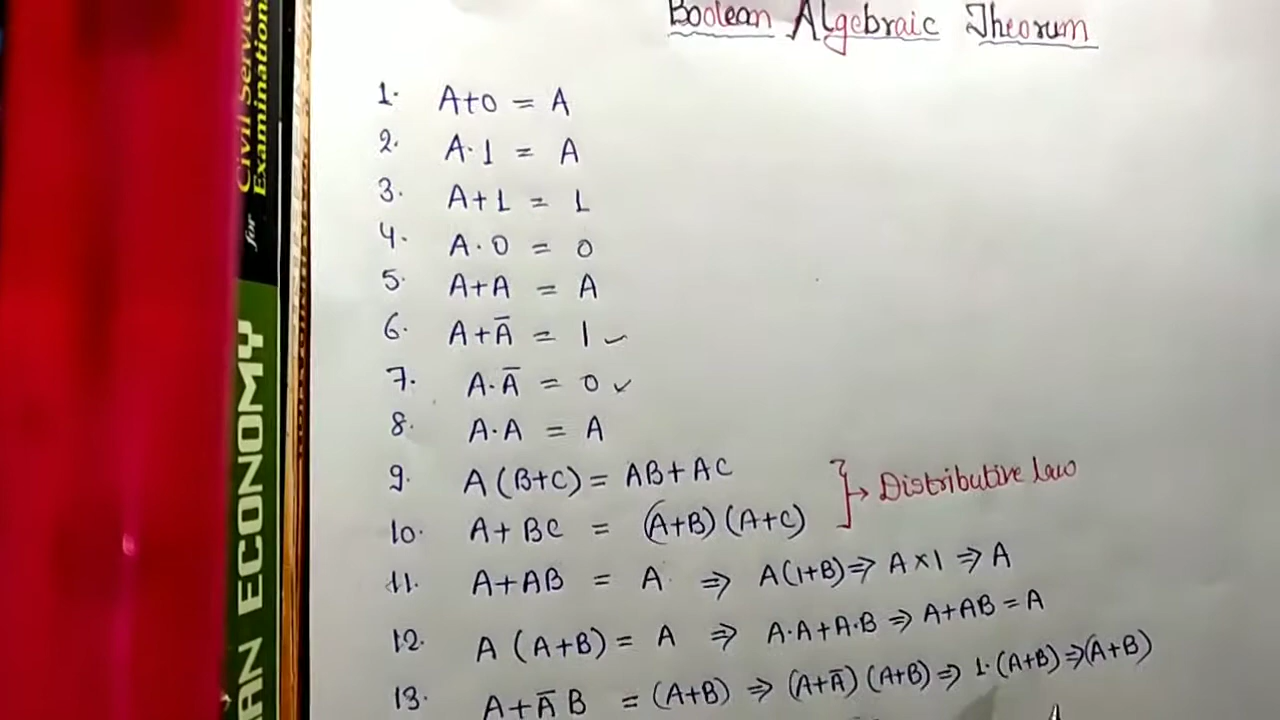 Boolean Algebraic Theorum
1. A+0 = A
2. A·1 = A
3. A+1 = 1
4. A·0 = 0
5. A+A = A
6. A+Ā = 1 ✓
7. A·Ā = 0 ✓
8. A·A = A
9. A(B+C) = AB+AC
10. A+BC = (A+B)(A+C)
} → Distributive law
11. A+AB = A ⇒ A(1+B) ⇒ A×1 ⇒ A
12. A(A+B) = A ⇒ A·A+A·B ⇒ A+AB = A
13. A+ĀB = (A+B) ⇒ (A+Ā)(A+B) ⇒ 1·(A+B) ⇒ (A+B)
for Civil Service
Examination
ECONOMY